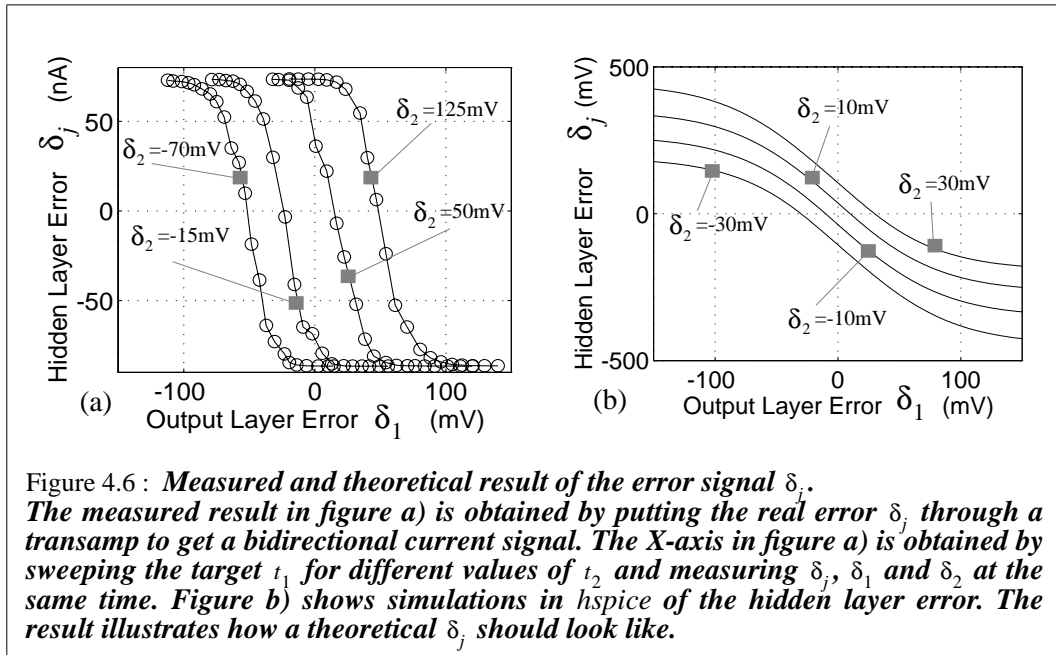 Hidden Layer Error δj (nA)
50
0
-50
δ2 =-70mV
δ2 =-15mV
δ2 =125mV
δ2 =50mV
-100 0 100
(a) Output Layer Error δ1 (mV)
Hidden Layer Error δj (mV)
500
0
-500
δ2 =10mV
δ2 =30mV
δ2 =-30mV
δ2 =-10mV
-100 0 100
(b) Output Layer Error δ1 (mV)
Figure 4.6 : Measured and theoretical result of the error signal δj.
The measured result in figure a) is obtained by putting the real error δj through a
transamp to get a bidirectional current signal. The X-axis in figure a) is obtained by
sweeping the target t1 for different values of t2 and measuring δj, δ1 and δ2 at the
same time. Figure b) shows simulations in hspice of the hidden layer error. The
result illustrates how a theoretical δj should look like.